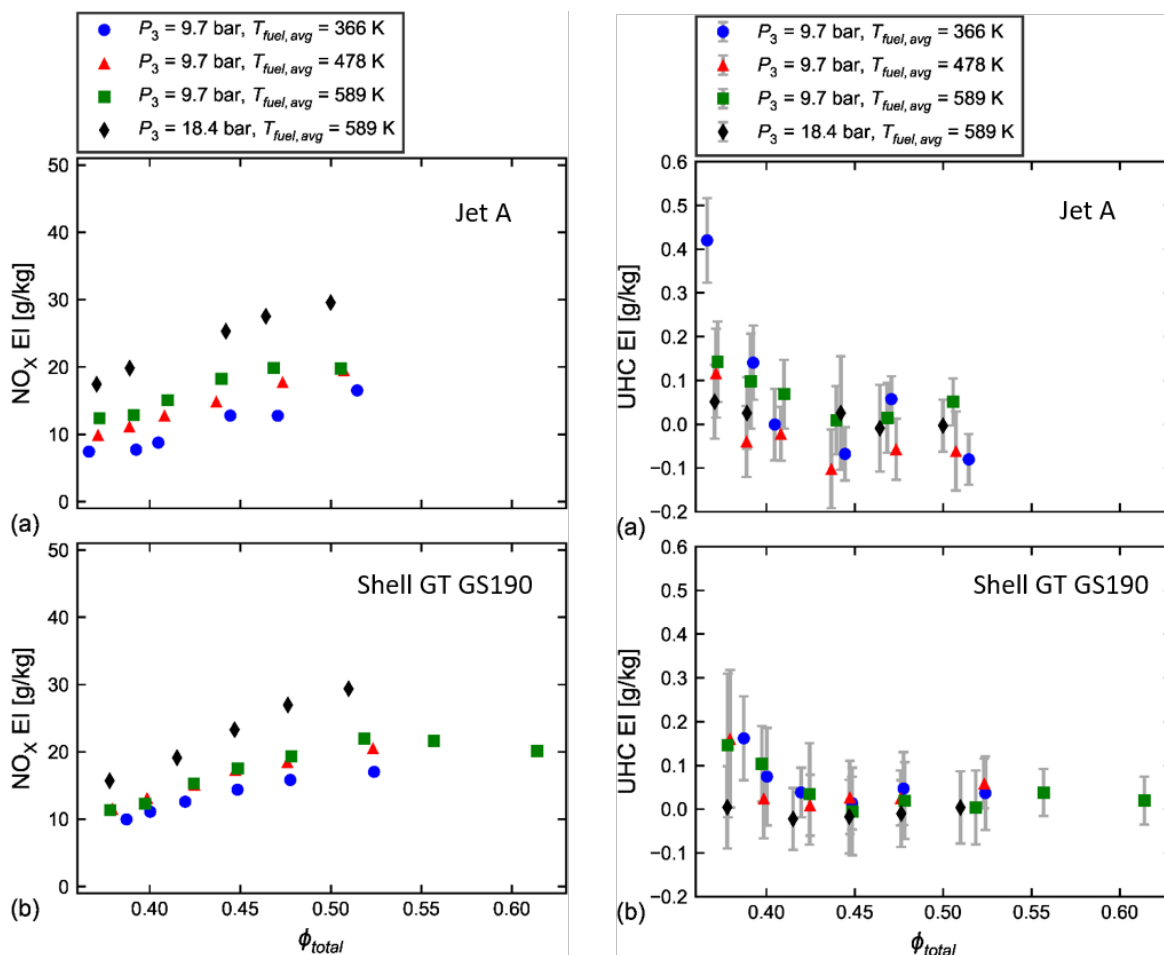 P3 = 9.7 bar, Tfuel,avg = 366 K
P3 = 9.7 bar, Tfuel,avg = 478 K
P3 = 9.7 bar, Tfuel,avg = 589 K
P3 = 18.4 bar, Tfuel,avg = 589 K
50
40
30
20
10
0
NOX EI [g/kg]
Jet A
(a)
50
40
30
20
10
0
NOX EI [g/kg]
Shell GT GS190
(b)
0.40 0.45 0.50 0.55 0.60
ϕtotal
P3 = 9.7 bar, Tfuel,avg = 366 K
P3 = 9.7 bar, Tfuel,avg = 478 K
P3 = 9.7 bar, Tfuel,avg = 589 K
P3 = 18.4 bar, Tfuel,avg = 589 K
0.6
0.5
0.4
0.3
0.2
0.1
0.0
−0.1
−0.2
UHC EI [g/kg]
Jet A
(a)
0.6
0.5
0.4
0.3
0.2
0.1
0.0
−0.1
−0.2
UHC EI [g/kg]
Shell GT GS190
(b)
0.40 0.45 0.50 0.55 0.60
ϕtotal